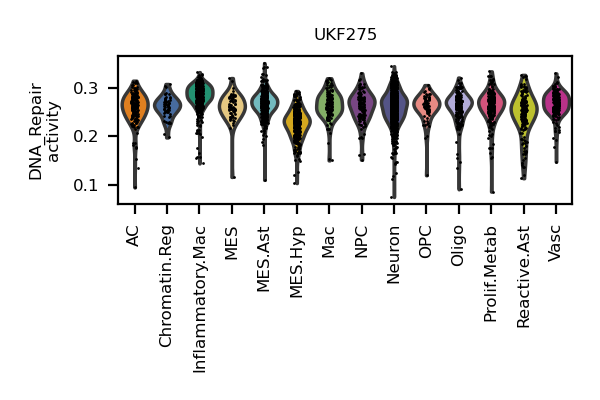 UKF275
DNA_Repair
activity
0.3
0.2
0.1
AC
Chromatin.Reg
Inflammatory.Mac
MES
MES.Ast
MES.Hyp
Mac
NPC
Neuron
OPC
Oligo
Prolif.Metab
Reactive.Ast
Vasc